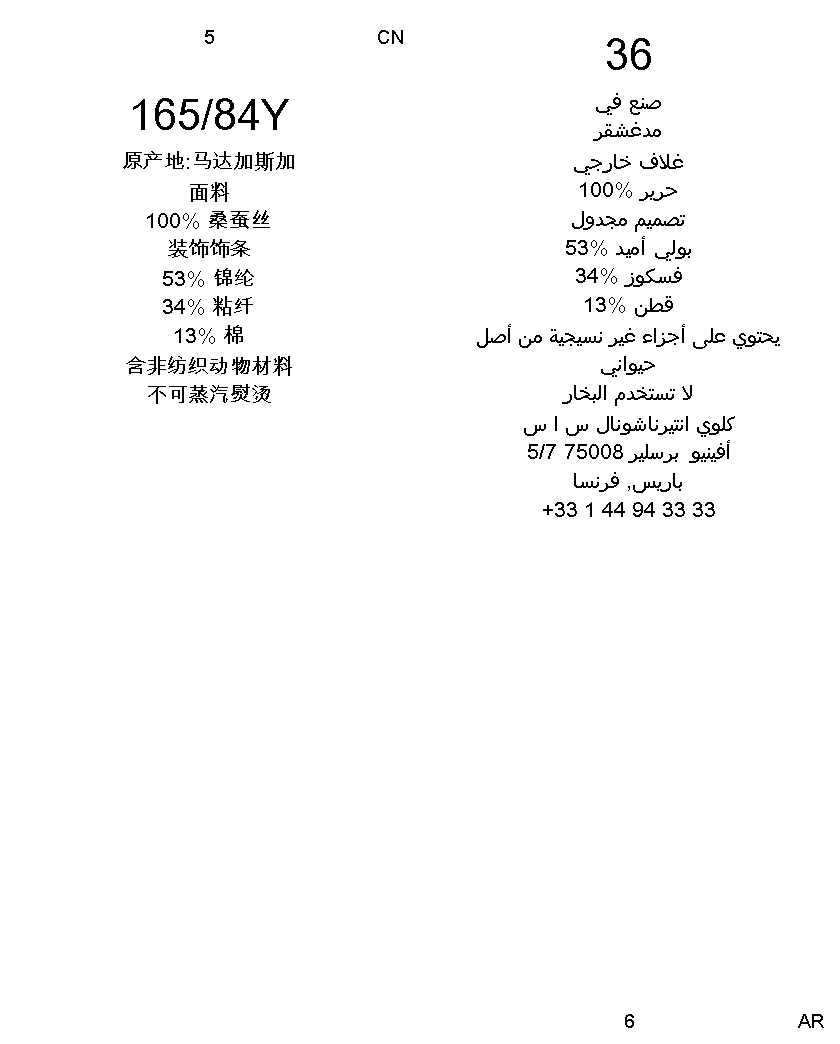 5
CN
165/84Y
原产地:马达加斯加
面料
100% 桑蚕丝
装饰饰条
53% 锦纶
34% 粘纤
13% 棉
含非纺织动物材料
不可蒸汽熨烫
36
صنع في
مدغشقر
غلاف خارجي
حرير %100
تصميم مجدول
بولي أميد %53
فسكوز %34
قطن %13
يحتوي على أجزاء غير نسيجية من أصل
حيواني
لا تستخدم البخار
كلوي انتيرناشونال س ا س
أفينيو برسلير 75008 5/7
باريس, فرنسا
+33 1 44 94 33 33
6
AR